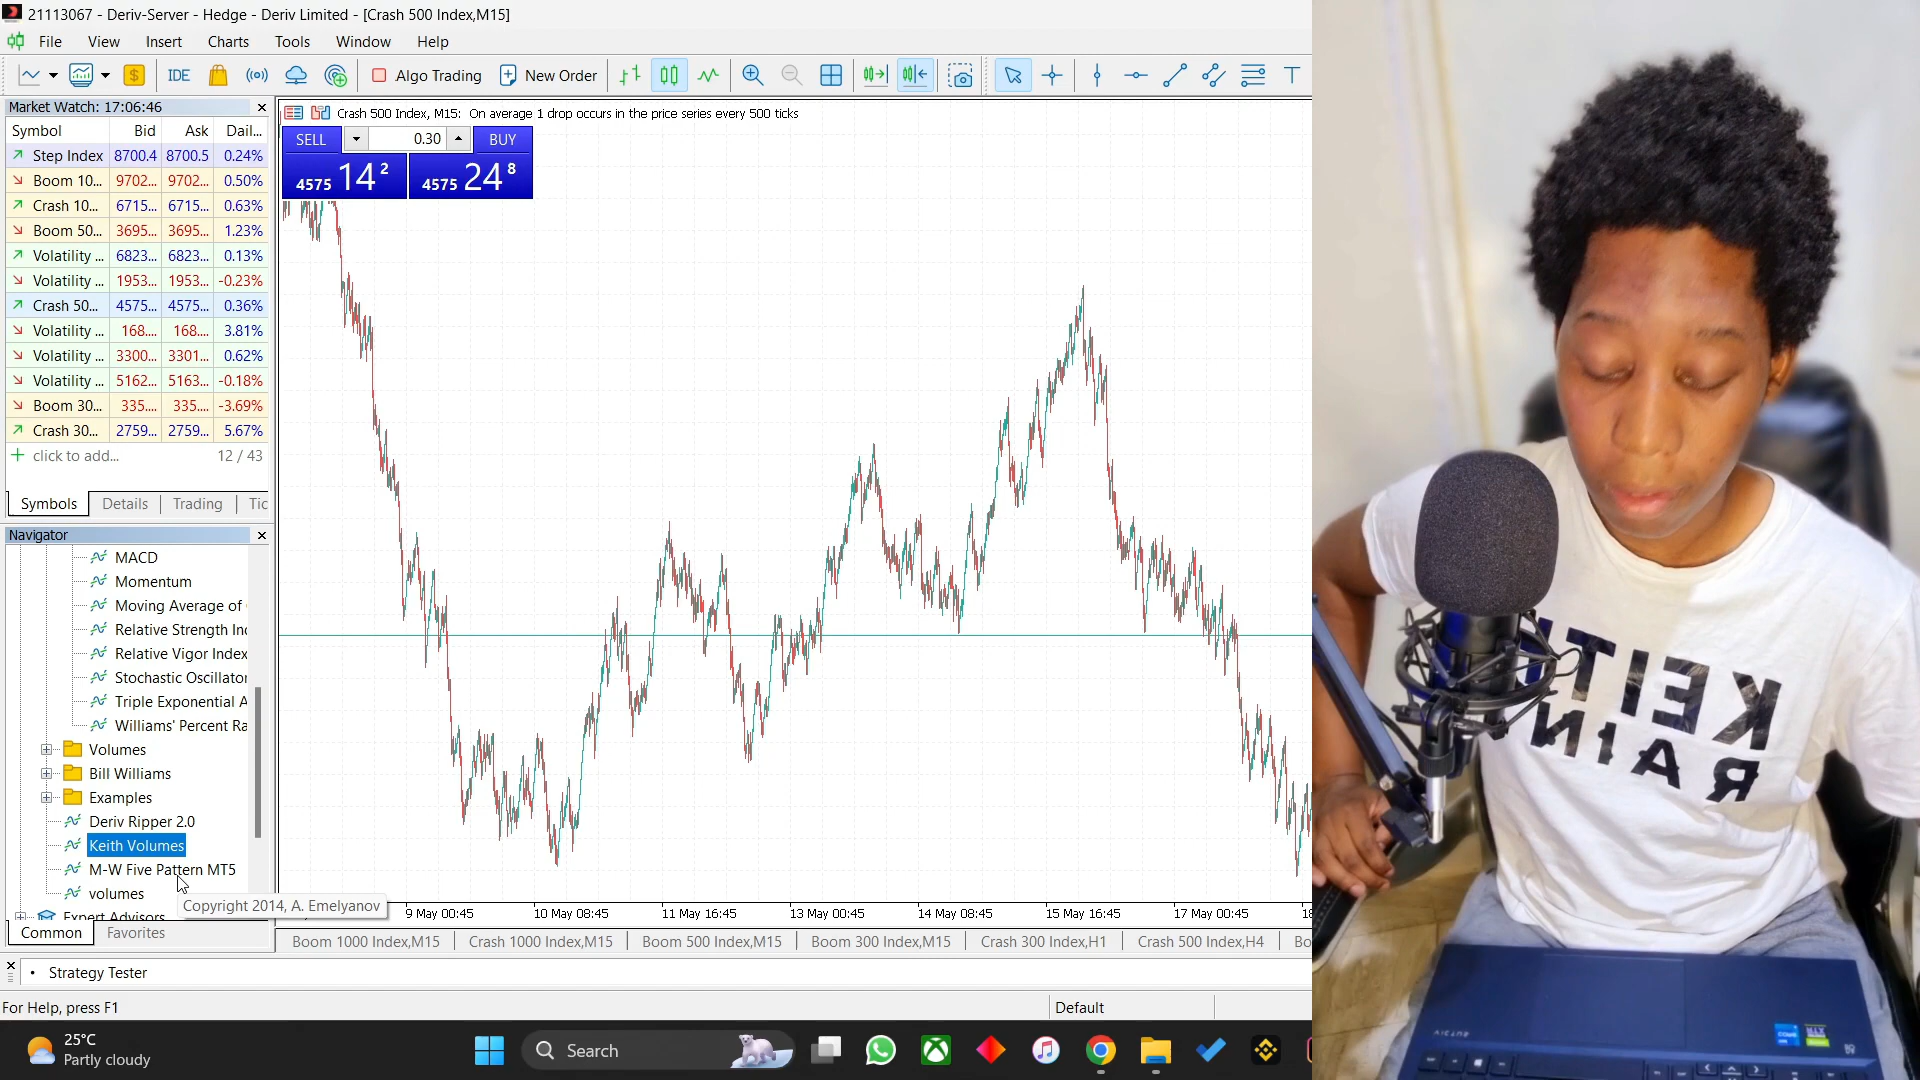 21113067 - Deriv-Server - Hedge - Deriv Limited - [Crash 500 Index,M15]
File View Insert Charts Tools Window Help
IDE Algo Trading New Order
Market Watch: 17:06:46
Symbol Bid Ask Dail...
Step Index 8700.4 8700.5 0.24%
Boom 10... 9702... 9702... 0.50%
Crash 10... 6715... 6715... 0.63%
Boom 50... 3695... 3695... 1.23%
Volatility ... 6823... 6823... 0.13%
Volatility ... 1953... 1953... -0.23%
Crash 50... 4575... 4575... 0.36%
Volatility ... 168.... 168.... 3.81%
Volatility ... 3300... 3301... 0.62%
Volatility ... 5162... 5163... -0.18%
Boom 30... 335.... 335.... -3.69%
Crash 30... 2759... 2759... 5.67%
click to add... 12 / 43
Symbols Details Trading Tic
Navigator
MACD
Momentum
Moving Average of
Relative Strength Ind
Relative Vigor Index
Stochastic Oscillator
Triple Exponential A
Williams' Percent Ra
Volumes
Bill Williams
Examples
Deriv Ripper 2.0
Keith Volumes
M-W Five Pattern MT5
volumes
Copyright 2014, A. Emelyanov
Expert Advisors
Common Favorites
Crash 500 Index, M15: On average 1 drop occurs in the price series every 500 ticks
SELL 0.30 BUY
4575 14 2 4575 24 8
9 May 00:45 10 May 08:45 11 May 16:45 13 May 00:45 14 May 08:45 15 May 16:45 17 May 00:45 18
Boom 1000 Index,M15 Crash 1000 Index,M15 Boom 500 Index,M15 Boom 300 Index,M15 Crash 300 Index,H1 Crash 500 Index,H4 Bo
Strategy Tester
For Help, press F1
Default
25°C
Partly cloudy
Search
KEITH
RAIN